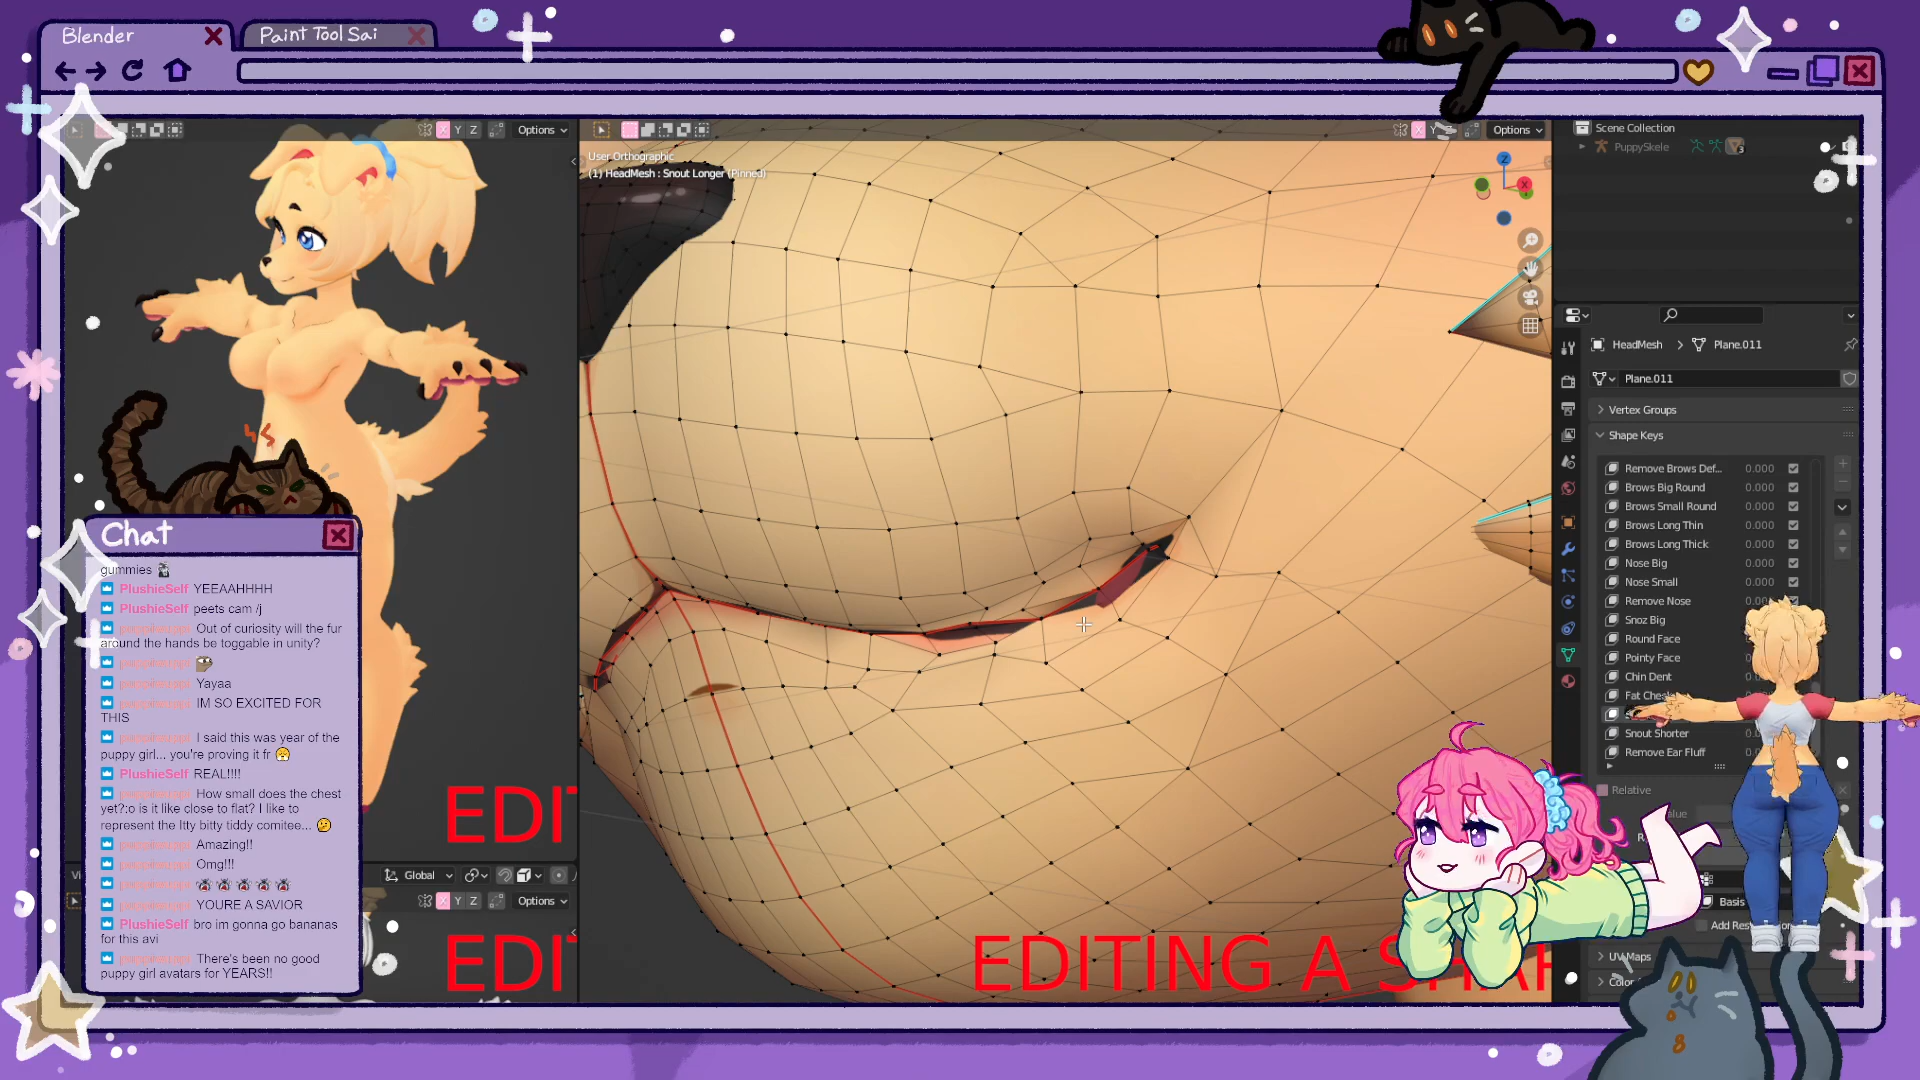 Blender
Paint Tool Sai
X Y Z Options
Options
User Orthographic
(1) HeadMesh : Snout Longer (Pinned)
Z
X
Scene Collection
PuppySkele
HeadMesh > Plane.011
Plane.011
Vertex Groups
Shape Keys
Remove Brows Def... 0.000
Brows Big Round 0.000
Brows Small Round 0.000
Brows Long Thin 0.000
Brows Long Thick 0.000
Nose Big 0.000
Nose Small 0.000
Remove Nose
Snoz Big
Round Face
Pointy Face
Chin Dent
Snout Shorter
Remove Ear Fluff
Relative
Basis
UV Maps
Chat
gummies
PlushieSelf YEEAAHHHH
PlushieSelf peets cam /j
Out of curiosity will the fur
around the hands be toggable in unity?
Yayaa
IM SO EXCITED FOR
THIS
I said this was year of the
puppy girl... you're proving it fr
PlushieSelf REAL!!!!
How small does the chest
yet?:o is it like close to flat? I like to
represent the Itty bitty tiddy comitee...
Amazing!!
Omg!!!
YOURE A SAVIOR
PlushieSelf bro im gonna go bananas
for this avi
There's been no good
puppy girl avatars for YEARS!!
EDIT
Global
X Y Z Options
EDIT
EDITING A SHAP